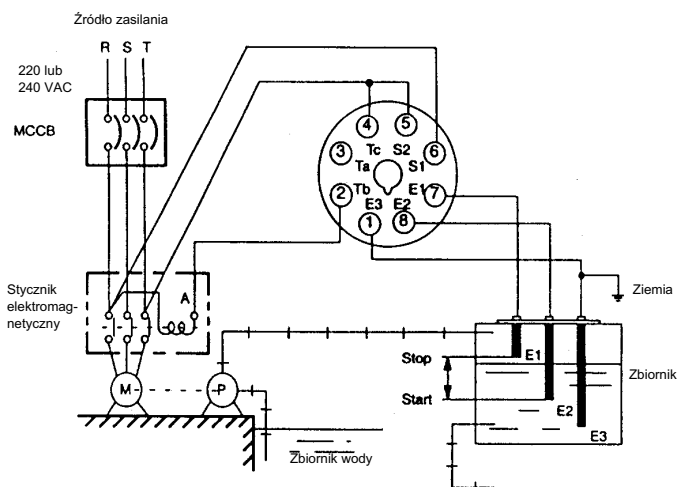 Źródło zasilania
R S T
220 lub
240 VAC
MCCB
4
5
3
Tc
S2
6
Ta
S1
2
Tb
E1
7
E3
E2
1
8
Stycznik
elektromag-
netyczny
A
Ziemia
Stop
E1
Zbiornik
Start
M
P
E2
E3
Zbiornik wody